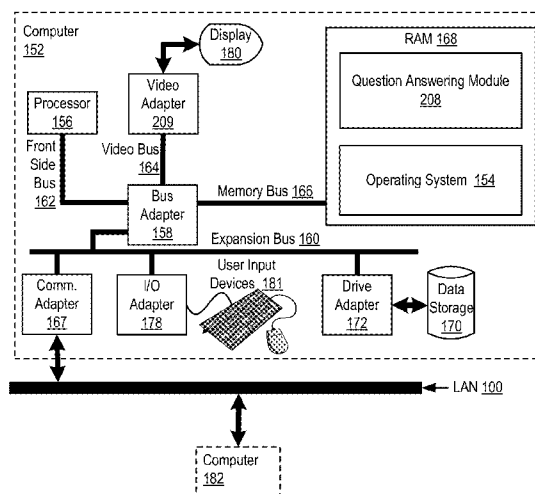 Computer
152
Display
180
RAM 168
Video
Adapter
209
Question Answering Module
208
Processor
156
Front
Side
Bus
162
Video Bus
164
Operating System 154
Bus
Adapter
158
Memory Bus 166
Expansion Bus 160
Comm.
Adapter
167
I/O
Adapter
178
User Input
Devices 181
Drive
Adapter
172
Data
Storage
170
LAN 100
Computer
182